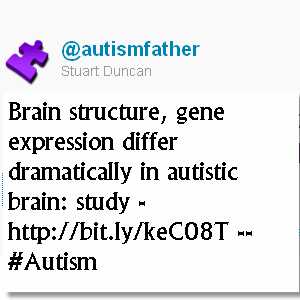 @autismfather
Stuart Duncan
Brain structure, gene
expression differ
dramatically in autistic
brain: study -
http://bit.ly/keC08T --
#Autism